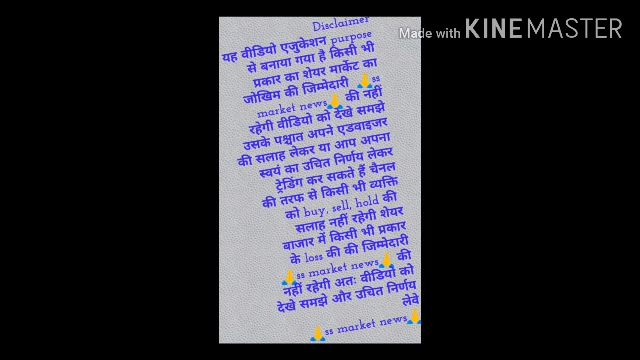 Made with KINEMASTER
Disclaimer
यह वीडियो एजुकेशन purpose
से बनाया गया है किसी भी
प्रकार का शेयर मार्केट का
जोखिम की जिम्मेदारी 🙏ss
market news🙏 की नहीं
रहेगी वीडियो को देखे समझे
उसके पश्चात अपने एडवाइजर
की सलाह लेकर या आप अपना
स्वयं का उचित निर्णय लेकर
ट्रेडिंग कर सकते हैं चैनल
की तरफ से किसी भी व्यक्ति
को buy, sell, hold की
सलाह नहीं रहेगी शेयर
बाजार में किसी भी प्रकार
के loss की की जिम्मेदारी
🙏ss market news🙏 की
नहीं रहेगी अतः वीडियो को
देखे समझे और उचित निर्णय
लेवे
🙏ss market news🙏